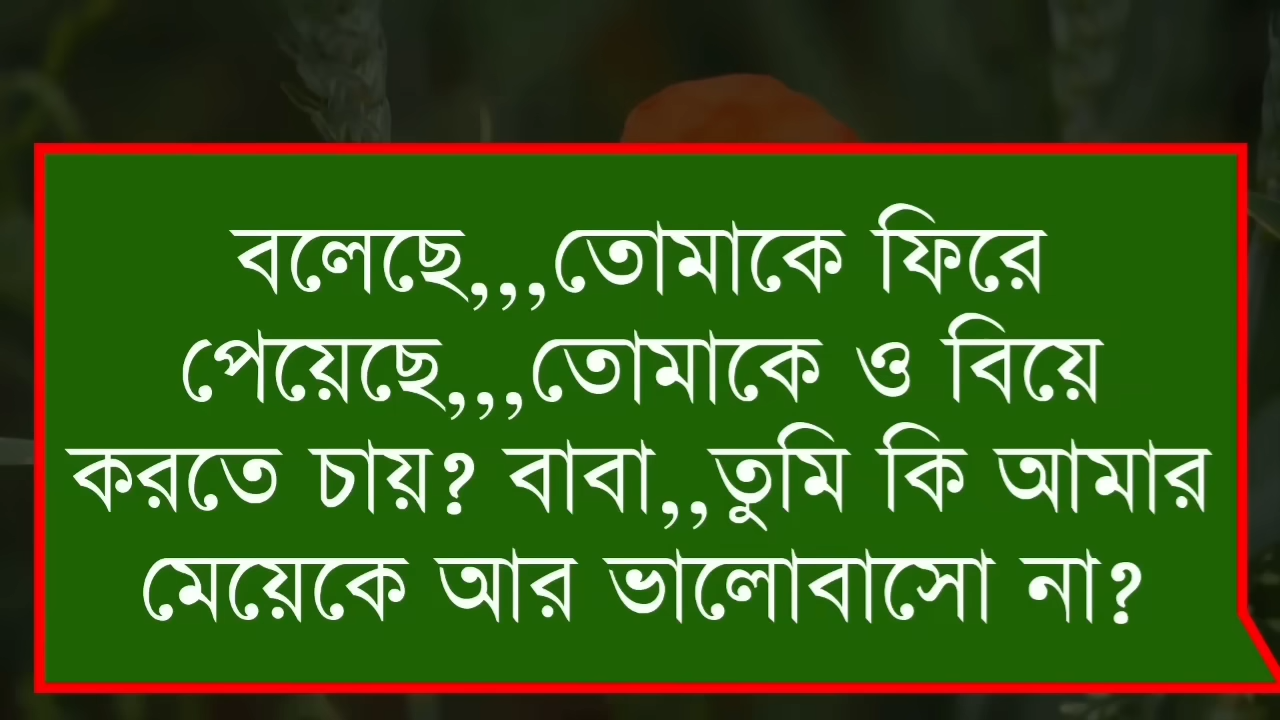 বলেছে,,,তোমাকে ফিরে
পেয়েছে,,,তোমাকে ও বিয়ে
করতে চায়? বাবা,,তুমি কি আমার
মেয়েকে আর ভালোবাসো না?